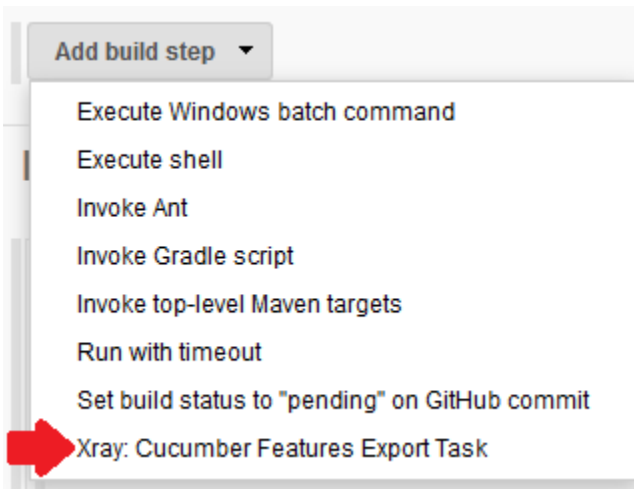 Add build step
Execute Windows batch command
Execute shell
Invoke Ant
Invoke Gradle script
Invoke top-level Maven targets
Run with timeout
Set build status to "pending" on GitHub commit
Xray: Cucumber Features Export Task